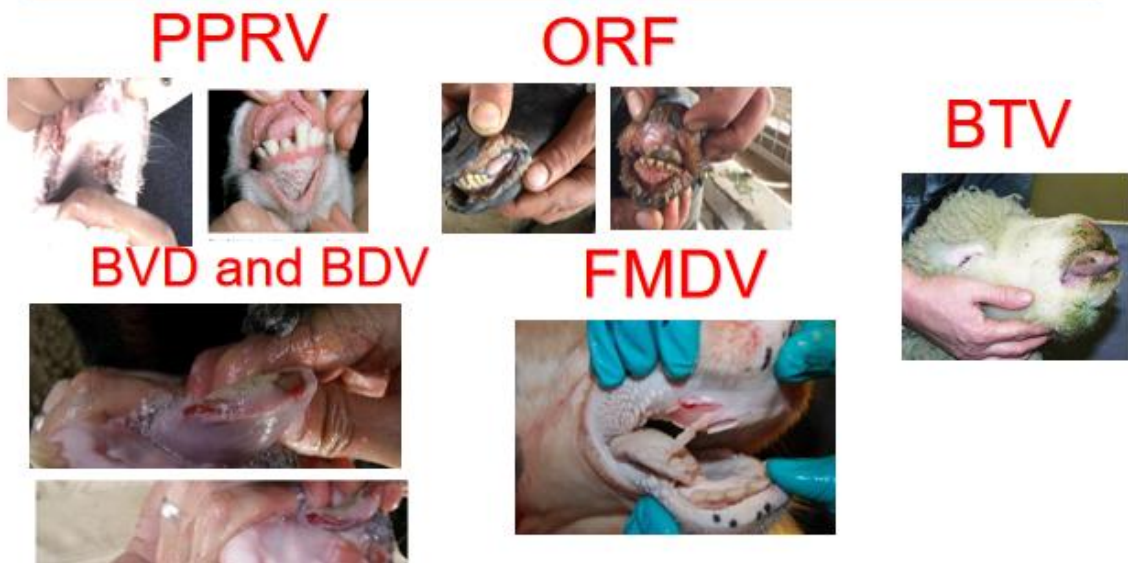 PPRV
ORF
BTV
BVD and BDV
FMDV